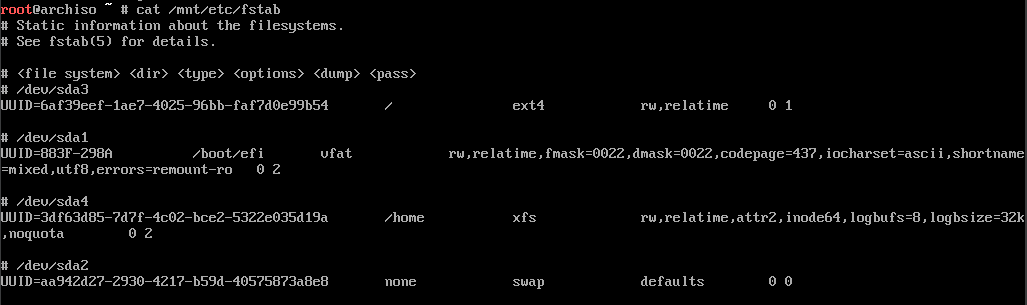 root@archiso ~ # cat /mnt/etc/fstab
# Static information about the filesystems.
# See fstab(5) for details.
# <file system> <dir> <type> <options> <dump> <pass>
# /dev/sda3
UUID=6af39eef-1ae7-4025-96bb-faf7d0e99b54 / ext4 rw,relatime 0 1
# /dev/sda1
UUID=883F-298A /boot/efi vfat rw,relatime,fmask=0022,dmask=0022,codepage=437,iocharset=ascii,shortname
=mixed,utf8,errors=remount-ro 0 2
# /dev/sda4
UUID=3df63d85-7d7f-4c02-bce2-5322e035d19a /home xfs rw,relatime,attr2,inode64,logbufs=8,logbsize=32k
,noquota 0 2
# /dev/sda2
UUID=aa942d27-2930-4217-b59d-40575873a8e8 none swap defaults 0 0